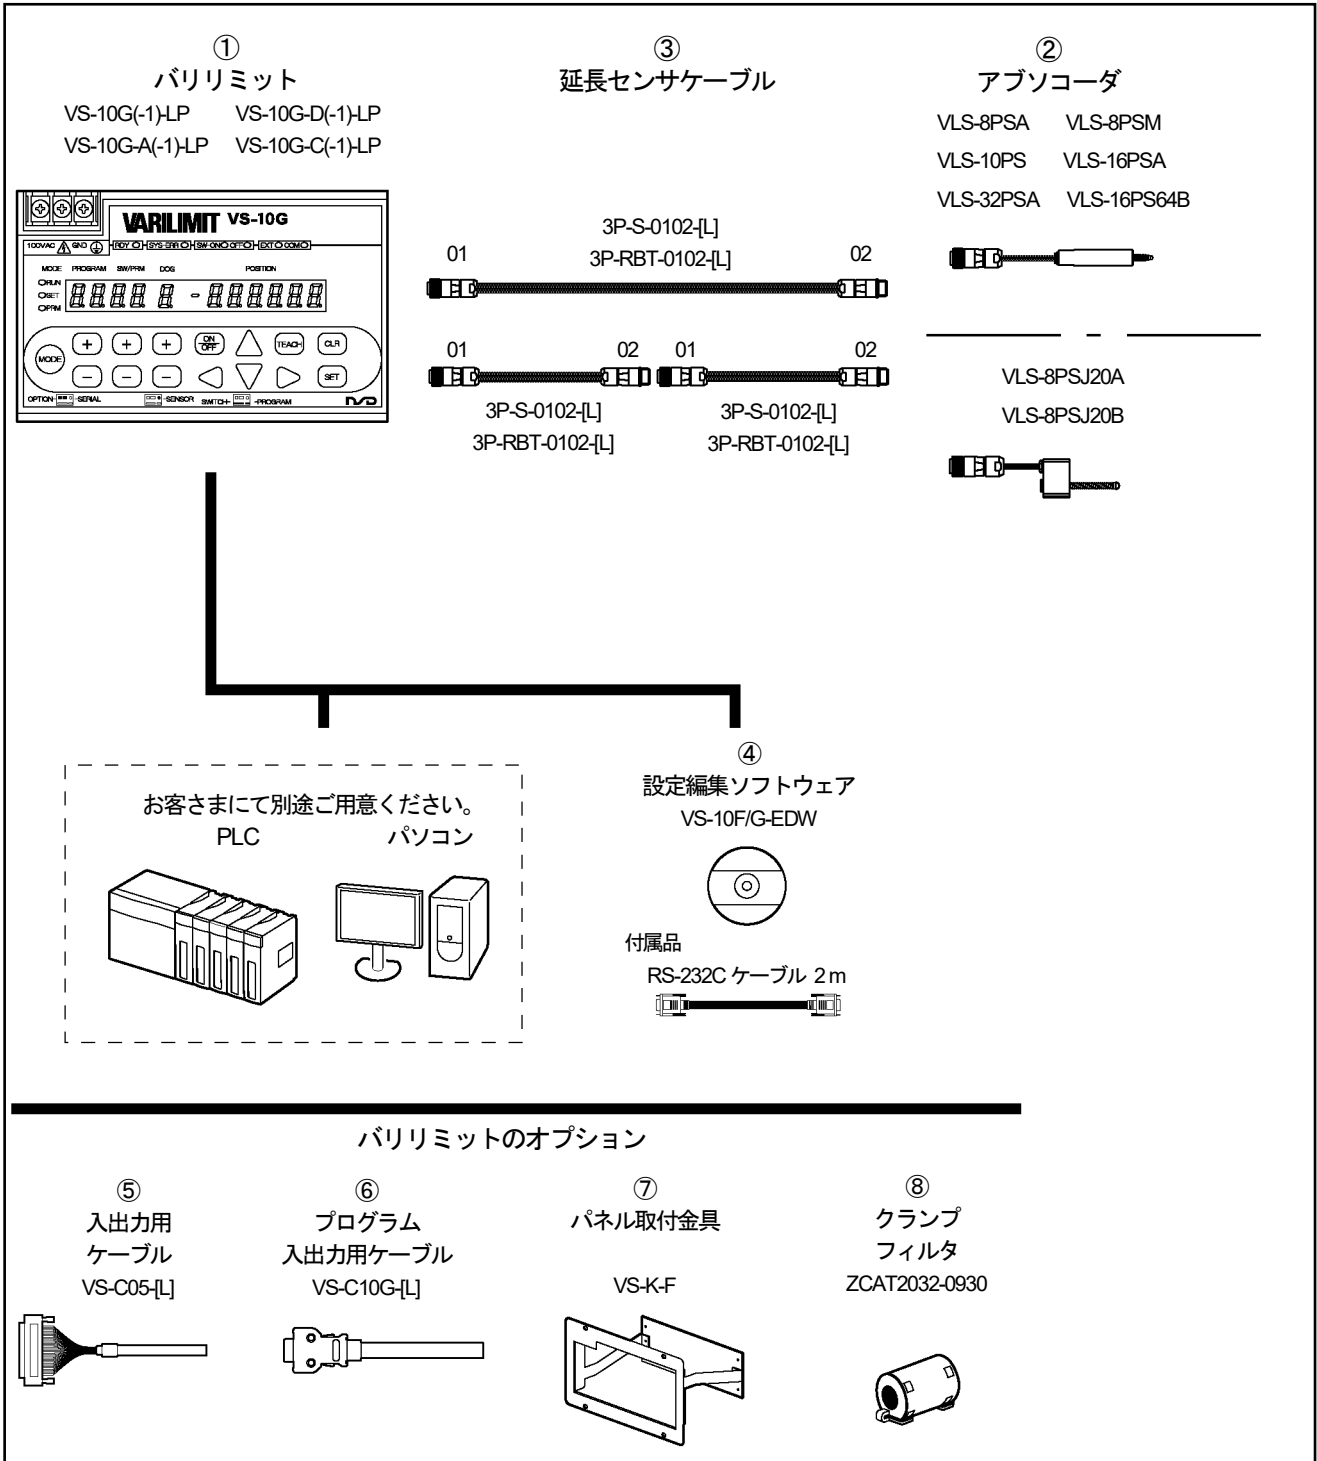 ①
バリリミット
VS-10G(-1)-LP VS-10G-D(-1)-LP
VS-10G-A(-1)-LP VS-10G-C(-1)-LP
VARILIMIT VS-10G
100VAC GND RDY SYS-ERR SW-ON OFF EXT COM
MODE PROGRAM SW/PRM DOG POSITION
RUN
SET
PRM
MODE + + + ON/OFF TEACH CLR
- - - SET
OPTION SERIAL SENSOR SWITCH PROGRAM NSD
③
延長センサケーブル
3P-S-0102-[L]
3P-RBT-0102-[L]
01 02
01 02 01 02
3P-S-0102-[L] 3P-S-0102-[L]
3P-RBT-0102-[L] 3P-RBT-0102-[L]
②
アブソコーダ
VLS-8PSA VLS-8PSM
VLS-10PS VLS-16PSA
VLS-32PSA VLS-16PS64B
VLS-8PSJ20A
VLS-8PSJ20B
お客さまにて別途ご用意ください。
PLC パソコン
④
設定編集ソフトウェア
VS-10F/G-EDW
付属品
RS-232C ケーブル 2m
バリリミットのオプション
⑤
入出力用
ケーブル
VS-C05-[L]
⑥
プログラム
入出力用ケーブル
VS-C10G-[L]
⑦
パネル取付金具
VS-K-F
⑧
クランプ
フィルタ
ZCAT2032-0930